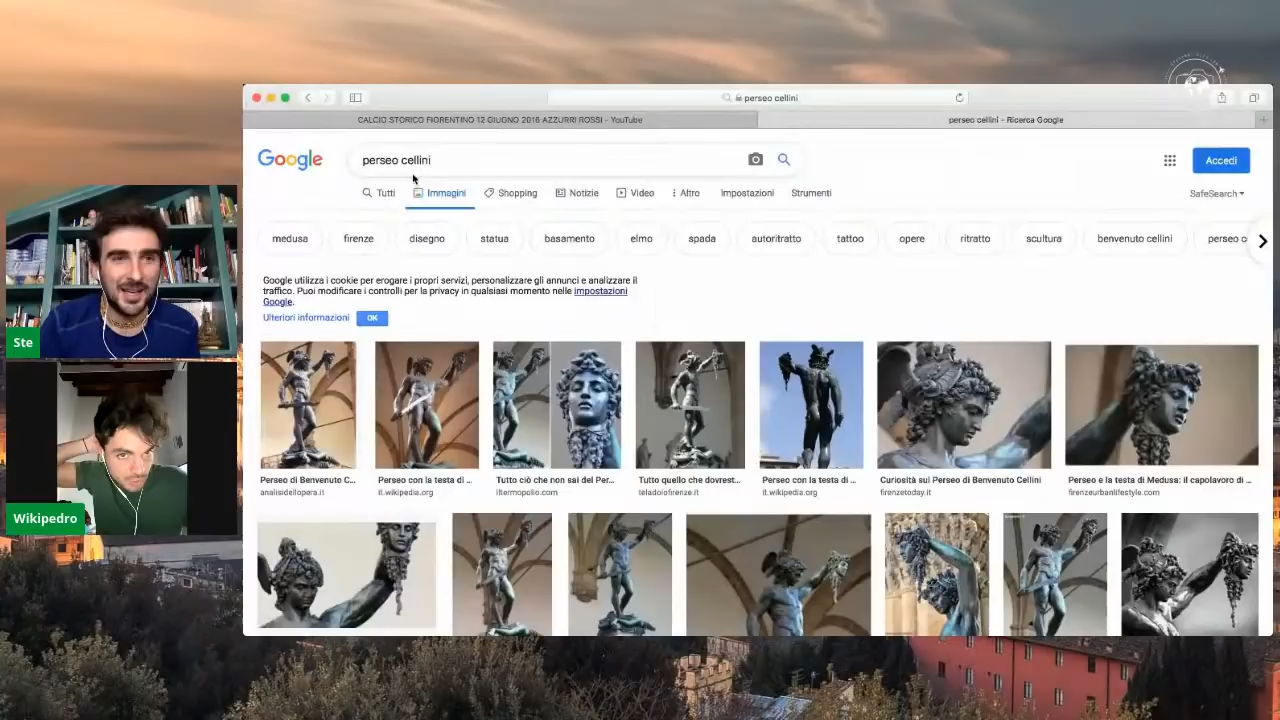 perseo cellini
CALCIO STORICO FIORENTINO 12 GIUGNO 2016 AZZURRI ROSSI - YouTube
perseo cellini - Ricerca Google
Google
perseo cellini
Accedi
Tutti
Immagini
Shopping
Notizie
Video
Altro
Impostazioni
Strumenti
SafeSearch
medusa
firenze
disegno
statua
basamento
elmo
spada
autoritratto
tattoo
opere
ritratto
scultura
benvenuto cellini
perseo o
Google utilizza i cookie per erogare i propri servizi, personalizzare gli annunci e analizzare il
traffico. Puoi modificare i controlli per la privacy in qualsiasi momento nelle impostazioni
Google.
Ulteriori informazioni
OK
Perseo di Benvenuto C...
analisidellopera.it
Perseo con la testa di ...
it.wikipedia.org
Tutto ciò che non sai del Per...
iltermopolio.com
Tutto quello che dovrest...
teladoiofirenze.it
Perseo con la testa di ...
it.wikipedia.org
Curiosità sul Perseo di Benvenuto Cellini
firenzetoday.it
Perseo e la testa di Medusa: il capolavoro di ...
firenzeurbanlifestyle.com
Ste
Wikipedro